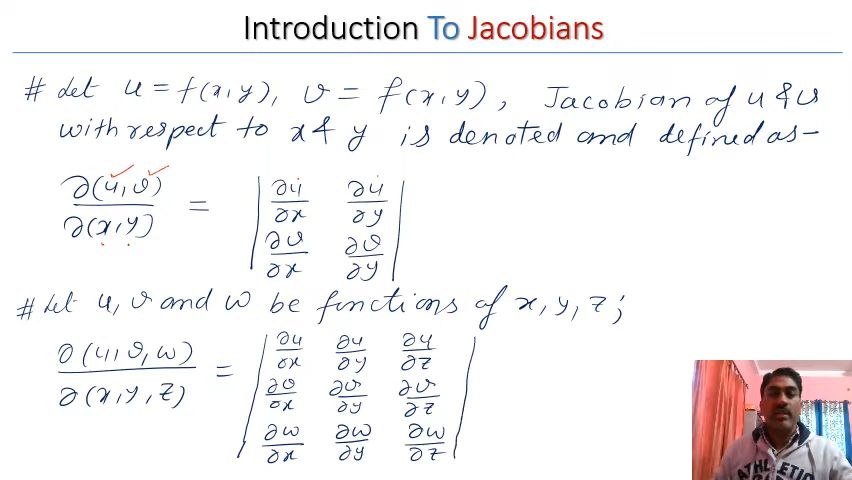 Introduction To Jacobians
# Let u = f(x,y), v = f(x,y), Jacobian of u & v
with respect to x & y is denoted and defined as-
∂(u,v)/∂(x,y) = | ∂u/∂x ∂u/∂y |
| ∂v/∂x ∂v/∂y |
# Let u, v and w be functions of x, y, z;
∂(u,v,w)/∂(x,y,z) = | ∂u/∂x ∂u/∂y ∂u/∂z |
| ∂v/∂x ∂v/∂y ∂v/∂z |
| ∂w/∂x ∂w/∂y ∂w/∂z |
ATHLETIC